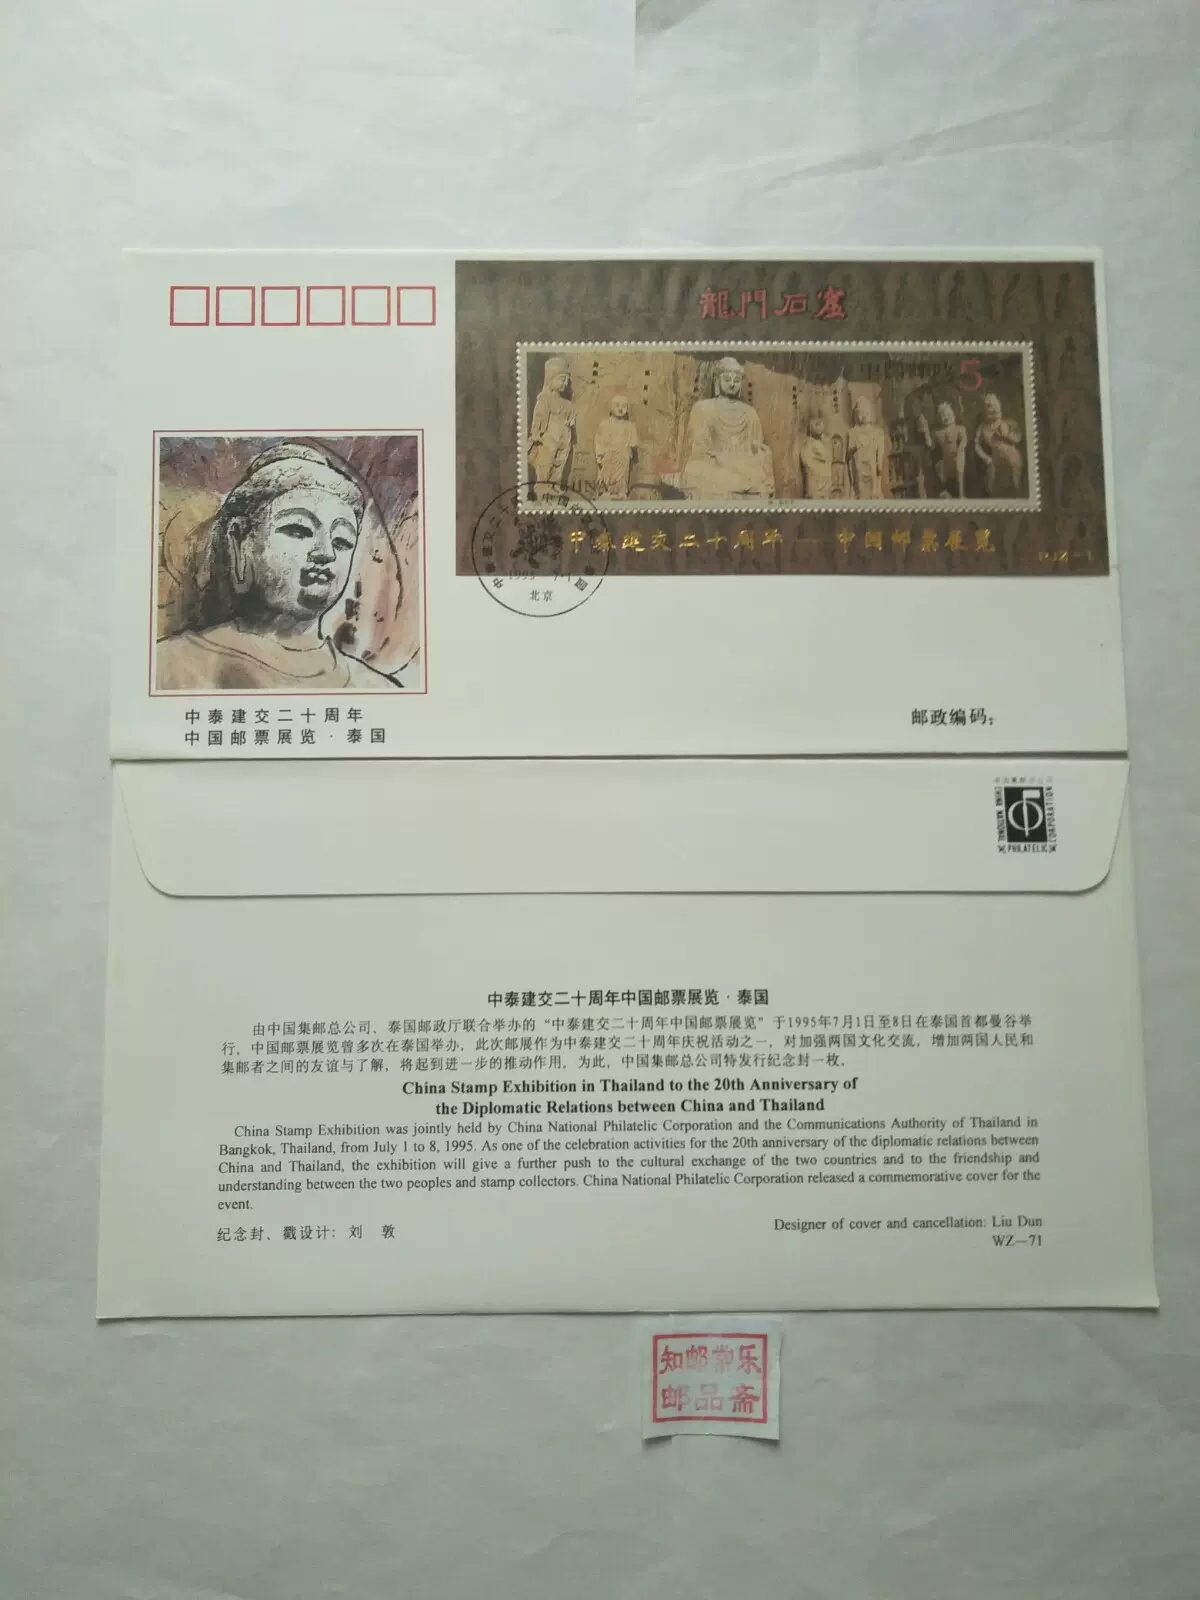 龍門石窟
5
CHINA
中泰建交二十周年 — 中国邮票展览
PJZ-1
1995
北京
中泰建交二十周年
中国邮票展览·泰国
邮政编码:
CHINA NATIONAL
PHILATELIC
CORPORATION
中泰建交二十周年中国邮票展览·泰国
由中国集邮总公司、泰国邮政厅联合举办的“中泰建交二十周年中国邮票展览”于1995年7月1日至8日在泰国首都曼谷举
行。中国邮票展览曾多次在泰国举办,此次邮展作为中泰建交二十周年庆祝活动之一,对加强两国文化交流,增加两国人民和
集邮者之间的友谊与了解,将起到进一步的推动作用。为此,中国集邮总公司特发行纪念封一枚。
China Stamp Exhibition in Thailand to the 20th Anniversary of
the Diplomatic Relations between China and Thailand
China Stamp Exhibition was jointly held by China National Philatelic Corporation and the Communications Authority of Thailand in
Bangkok, Thailand, from July 1 to 8, 1995. As one of the celebration activities for the 20th anniversary of the diplomatic relations between
China and Thailand, the exhibition will give a further push to the cultural exchange of the two countries and to the friendship and
understanding between the two peoples and stamp collectors. China National Philatelic Corporation released a commemorative cover for the
event.
纪念封、戳设计: 刘 敦
Designer of cover and cancellation: Liu Dun
WZ—71
知邮常乐
邮品斋